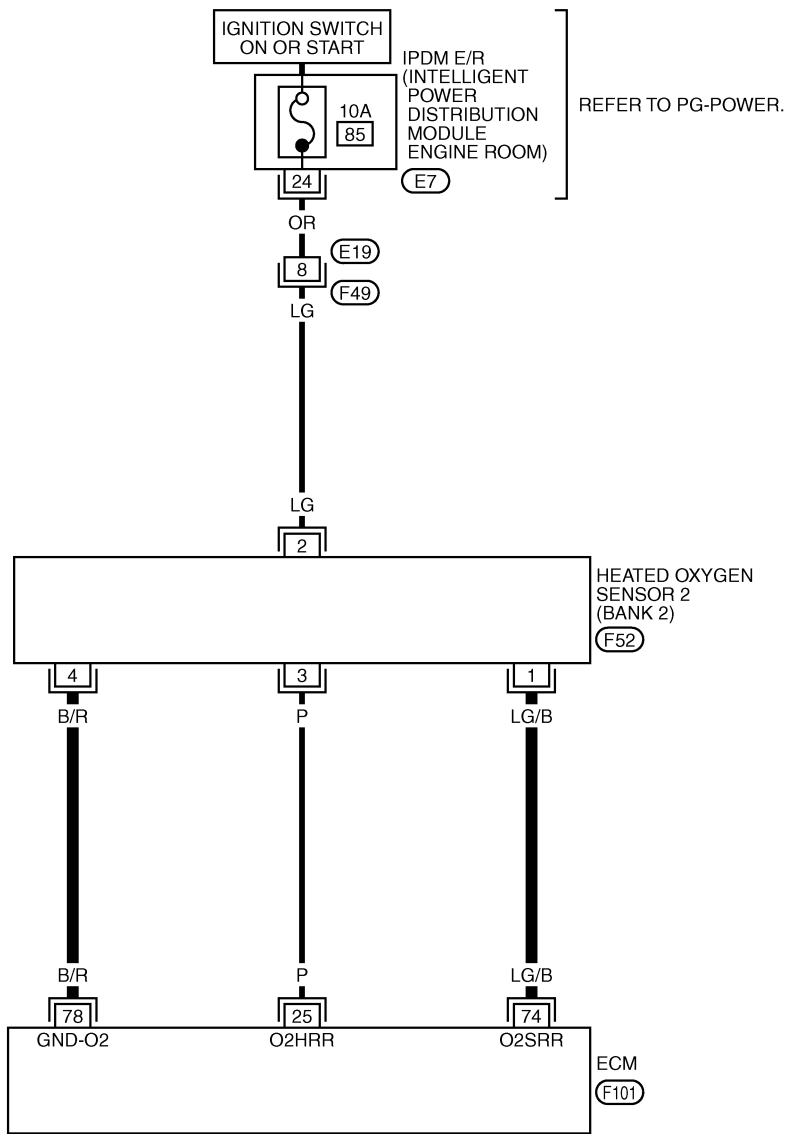 IGNITION SWITCH
ON OR START
IPDM E/R
(INTELLIGENT
POWER
DISTRIBUTION
MODULE
ENGINE ROOM)
REFER TO PG-POWER.
10A
85
24
E7
OR
E19
8
F49
LG
LG
2
HEATED OXYGEN
SENSOR 2
(BANK 2)
F52
4
3
1
B/R
P
LG/B
B/R
P
LG/B
78
25
74
GND-O2
O2HRR
O2SRR
ECM
F101